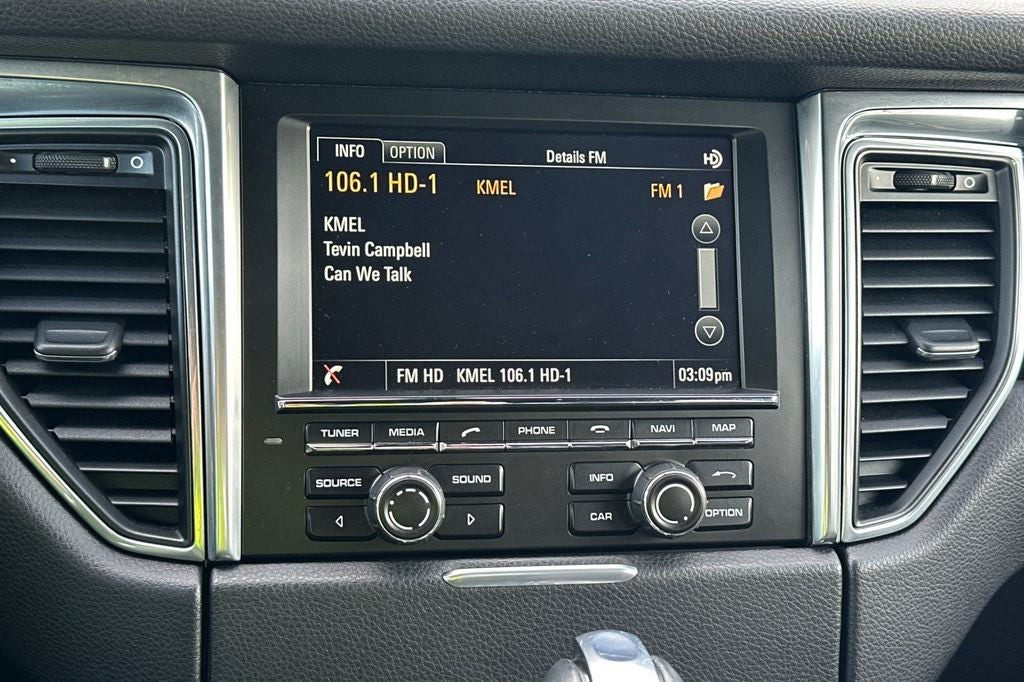 INFO OPTION Details FM HD
106.1 HD-1 KMEL FM 1
KMEL
Tevin Campbell
Can We Talk
FM HD KMEL 106.1 HD-1 03:09pm
TUNER MEDIA PHONE NAVI MAP
SOURCE SOUND INFO
CAR OPTION